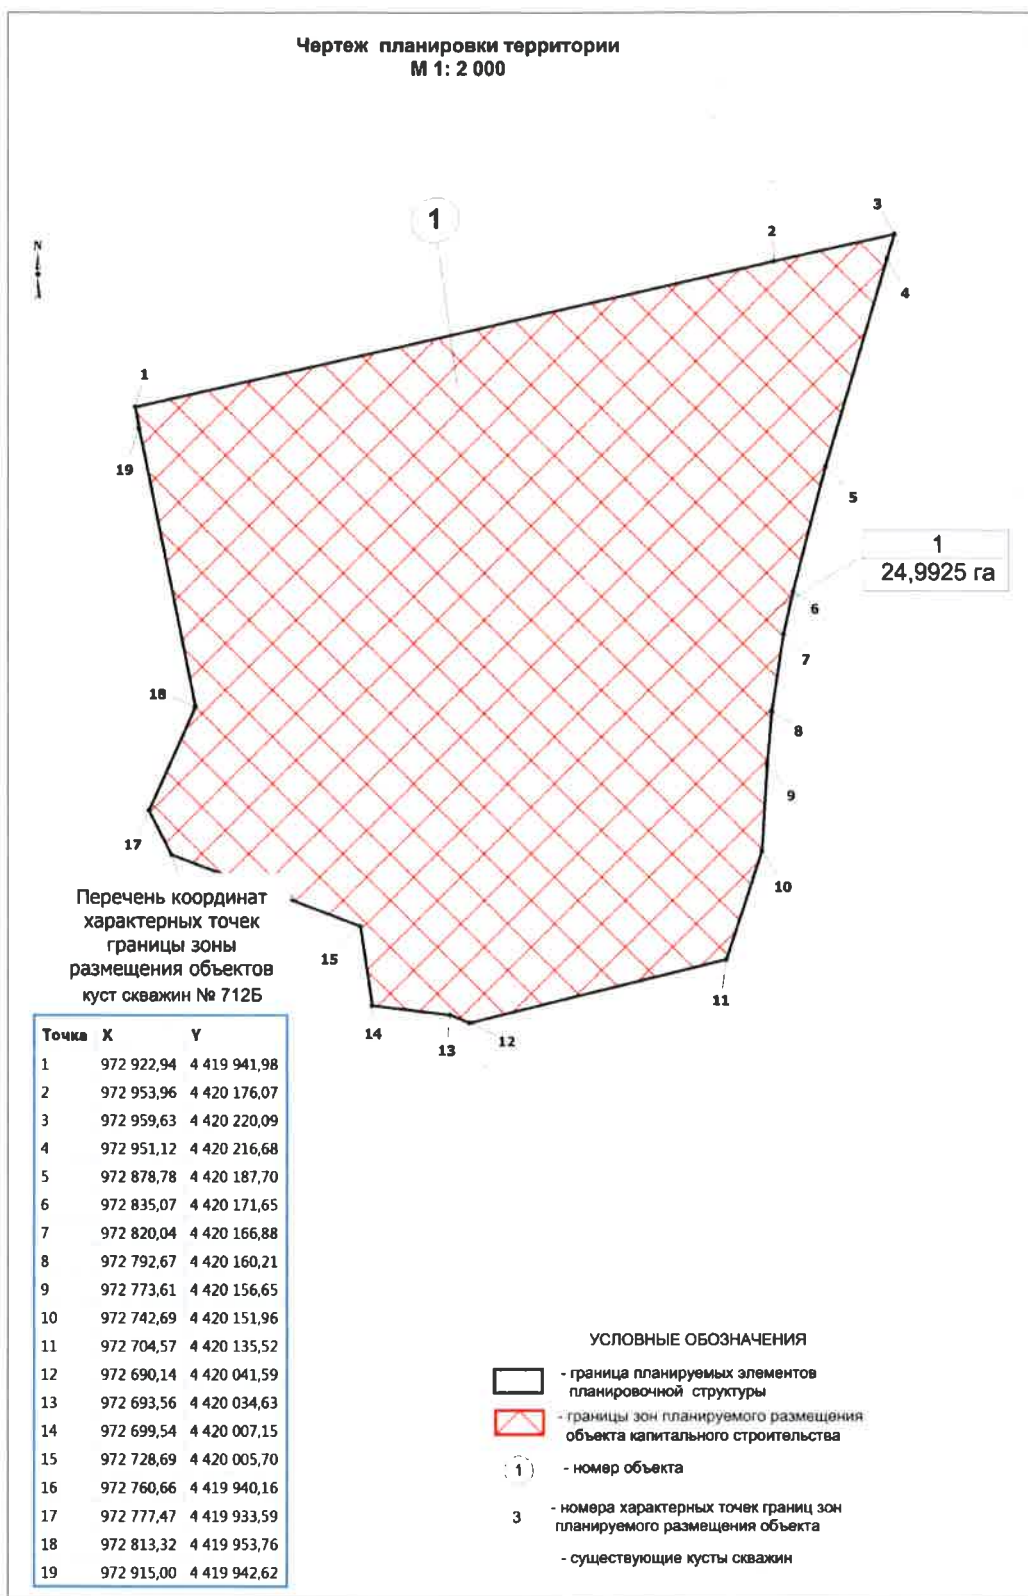 Чертеж планировки территории
М 1: 2 000
1
3
2
N
4
1
19
5
1
24,9925 га
6
7
18
8
9
17
10
Перечень координат
характерных точек
границы зоны
размещения объектов
куст скважин № 712Б
15
11
14
13
12
Точка X Y
1 972 922,94 4 419 941,98
2 972 953,96 4 420 176,07
3 972 959,63 4 420 220,09
4 972 951,12 4 420 216,68
5 972 878,78 4 420 187,70
6 972 835,07 4 420 171,65
7 972 820,04 4 420 166,88
8 972 792,67 4 420 160,21
9 972 773,61 4 420 156,65
10 972 742,69 4 420 151,96
11 972 704,57 4 420 135,52
12 972 690,14 4 420 041,59
13 972 693,56 4 420 034,63
14 972 699,54 4 420 007,15
15 972 728,69 4 420 005,70
16 972 760,66 4 419 940,16
17 972 777,47 4 419 933,59
18 972 813,32 4 419 953,76
19 972 915,00 4 419 942,62
УСЛОВНЫЕ ОБОЗНАЧЕНИЯ
- граница планируемых элементов
планировочной структуры
- границы зон планируемого размещения
объекта капитального строительства
1 - номер объекта
3 - номера характерных точек границ зон
планируемого размещения объекта
- существующие кусты скважин